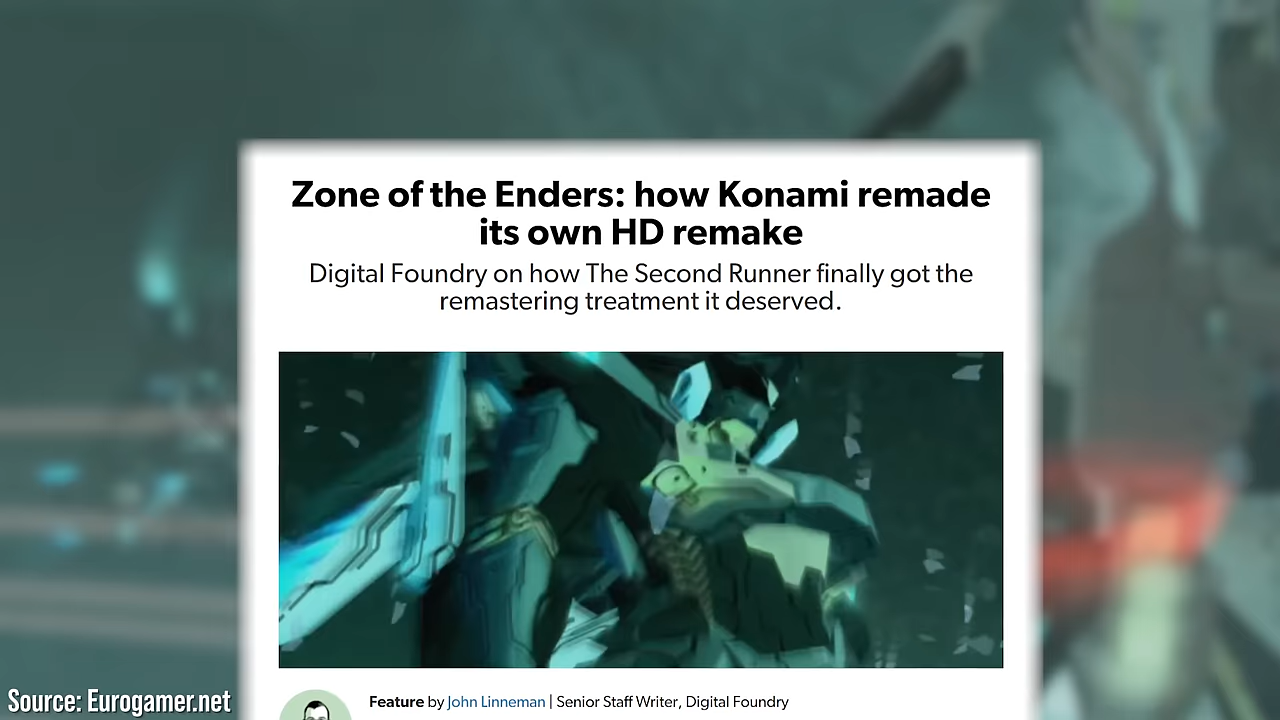 Zone of the Enders: how Konami remade
its own HD remake
Digital Foundry on how The Second Runner finally got the
remastering treatment it deserved.
Feature by John Linneman | Senior Staff Writer, Digital Foundry
Source: Eurogamer.net